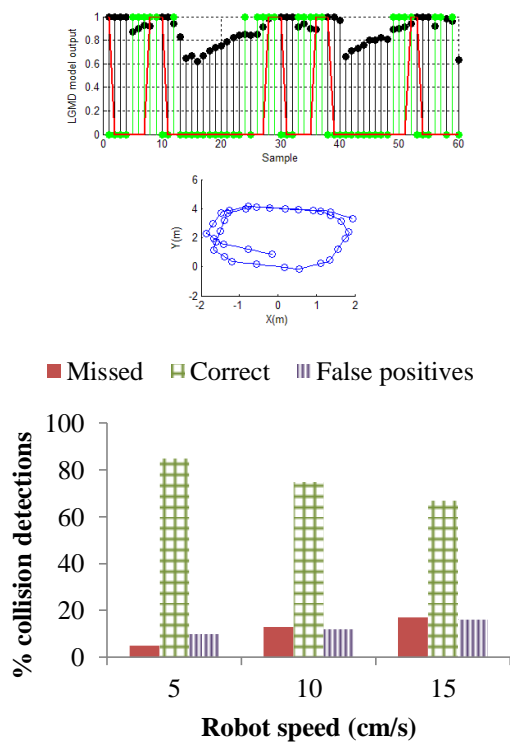 1
0.8
0.6
0.4
0.2
0
LGMD model output
0 10 20 30 40 50 60
Sample
6
4
2
0
-2
Y(m)
-2 -1 0 1 2
X(m)
Missed Correct False positives
100
80
60
40
20
0
% collision detections
5 10 15
Robot speed (cm/s)